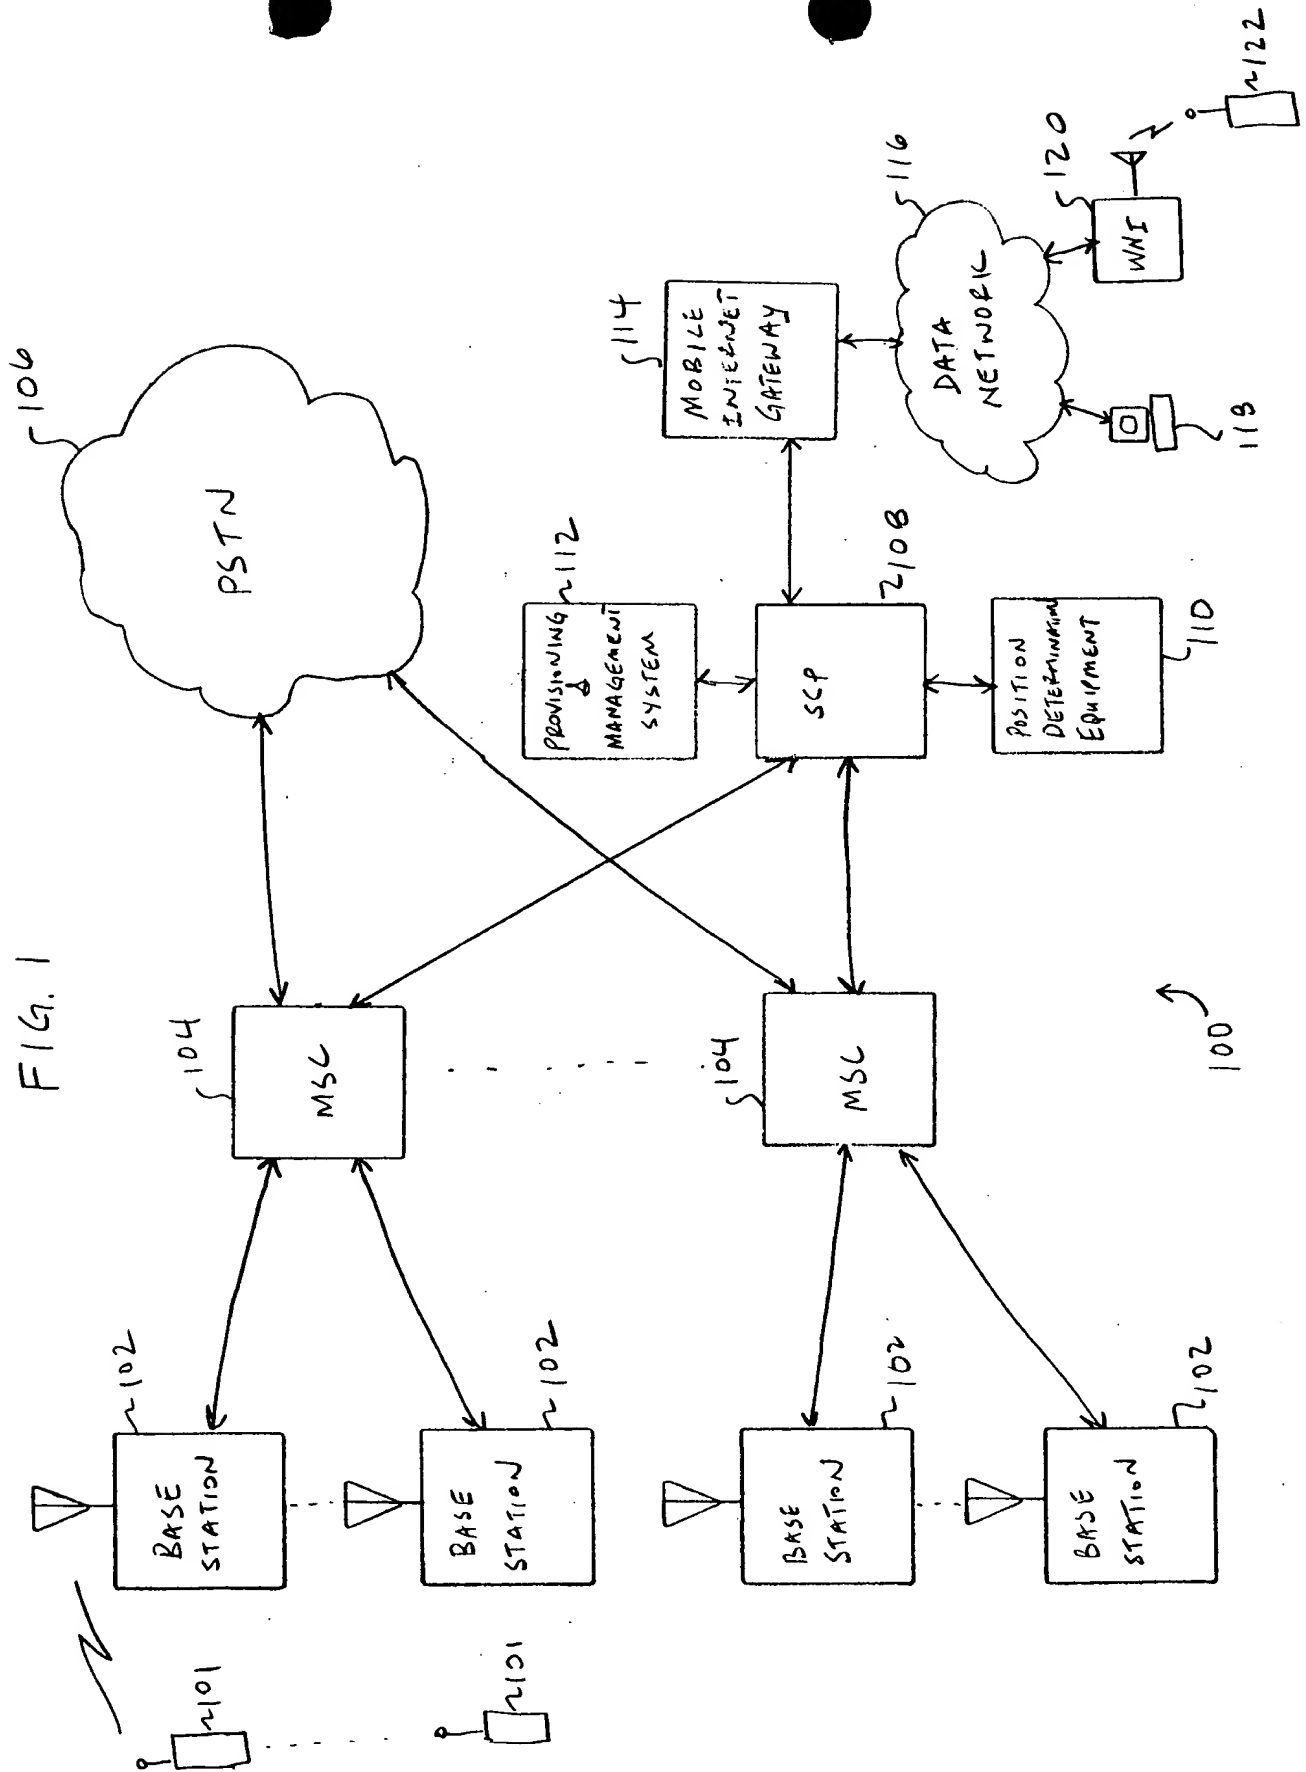 FIG. 1
101
101
BASE
STATION
102
BASE
STATION
102
BASE
STATION
102
BASE
STATION
102
MSC
104
MSC
104
100
PSTN
106
PROVISIONING
&
MANAGEMENT
SYSTEM
112
SCP
108
POSITION
DETERMINATION
EQUIPMENT
110
MOBILE
INTERNET
GATEWAY
114
DATA
NETWORK
116
118
WNI
120
122